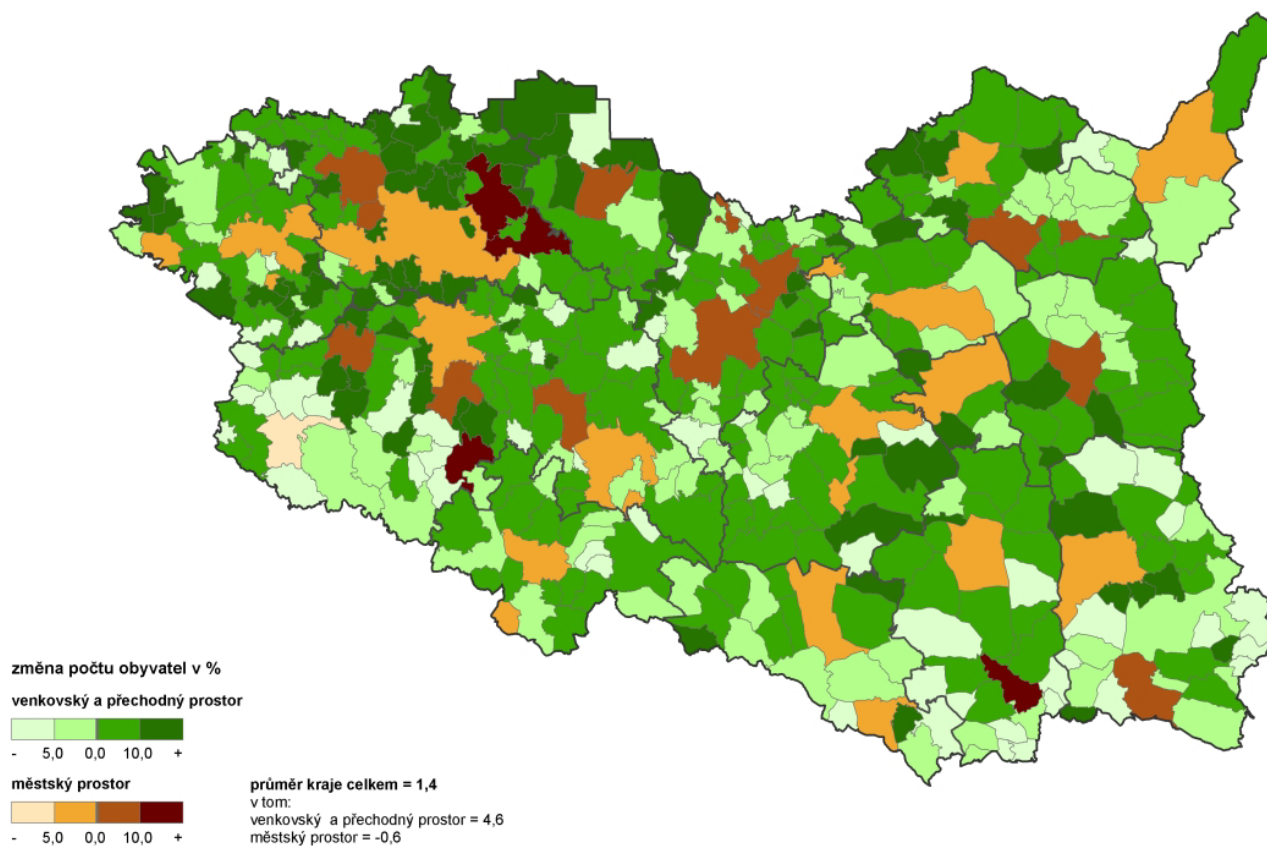 změna počtu obyvatel v %
venkovský a přechodný prostor
- 5,0 0,0 10,0 +
městský prostor
- 5,0 0,0 10,0 +
průměr kraje celkem = 1,4
v tom:
venkovský a přechodný prostor = 4,6
městský prostor = -0,6